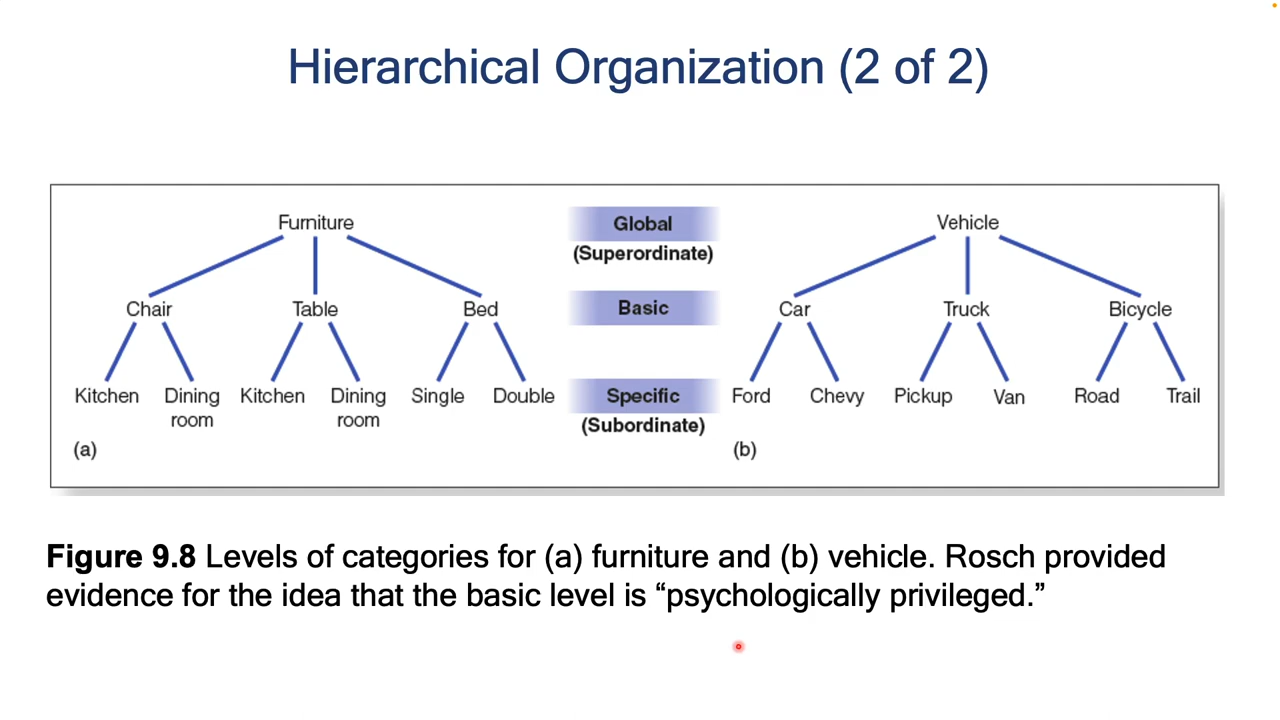 Hierarchical Organization (2 of 2)
Furniture
Global
Vehicle
(Superordinate)
Chair
Table
Bed
Basic
Car
Truck
Bicycle
Kitchen
Dining
room
Kitchen
Dining
room
Single
Double
Specific
(Subordinate)
Ford
Chevy
Pickup
Van
Road
Trail
(a)
(b)
Figure 9.8 Levels of categories for (a) furniture and (b) vehicle. Rosch provided
evidence for the idea that the basic level is “psychologically privileged.”